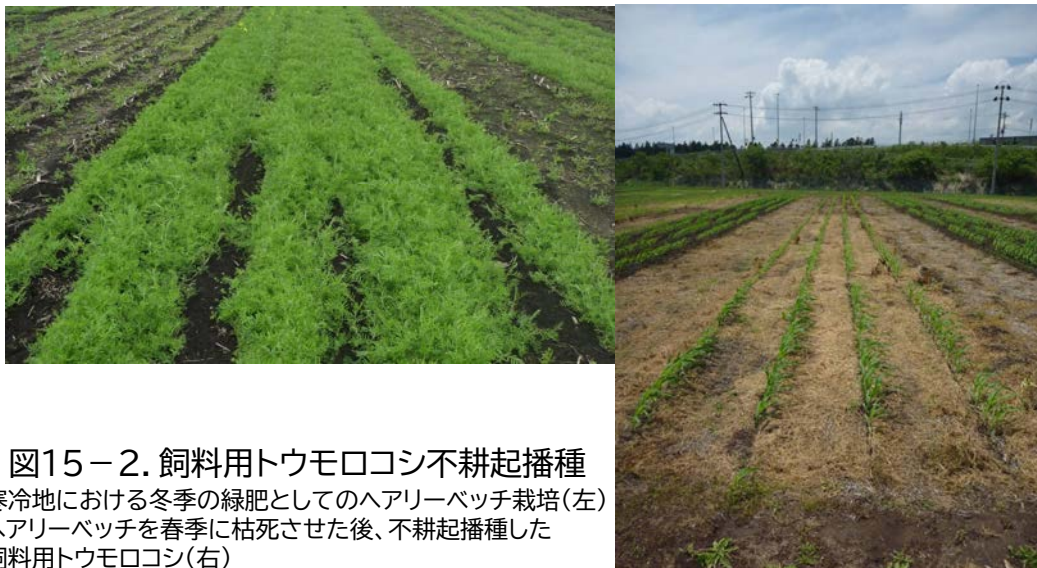 図15－2．飼料用トウモロコシ不耕起播種
寒冷地における冬季の緑肥としてのヘアリーベッチ栽培（左）
ヘアリーベッチを春季に枯死させた後、不耕起播種した
飼料用トウモロコシ（右）